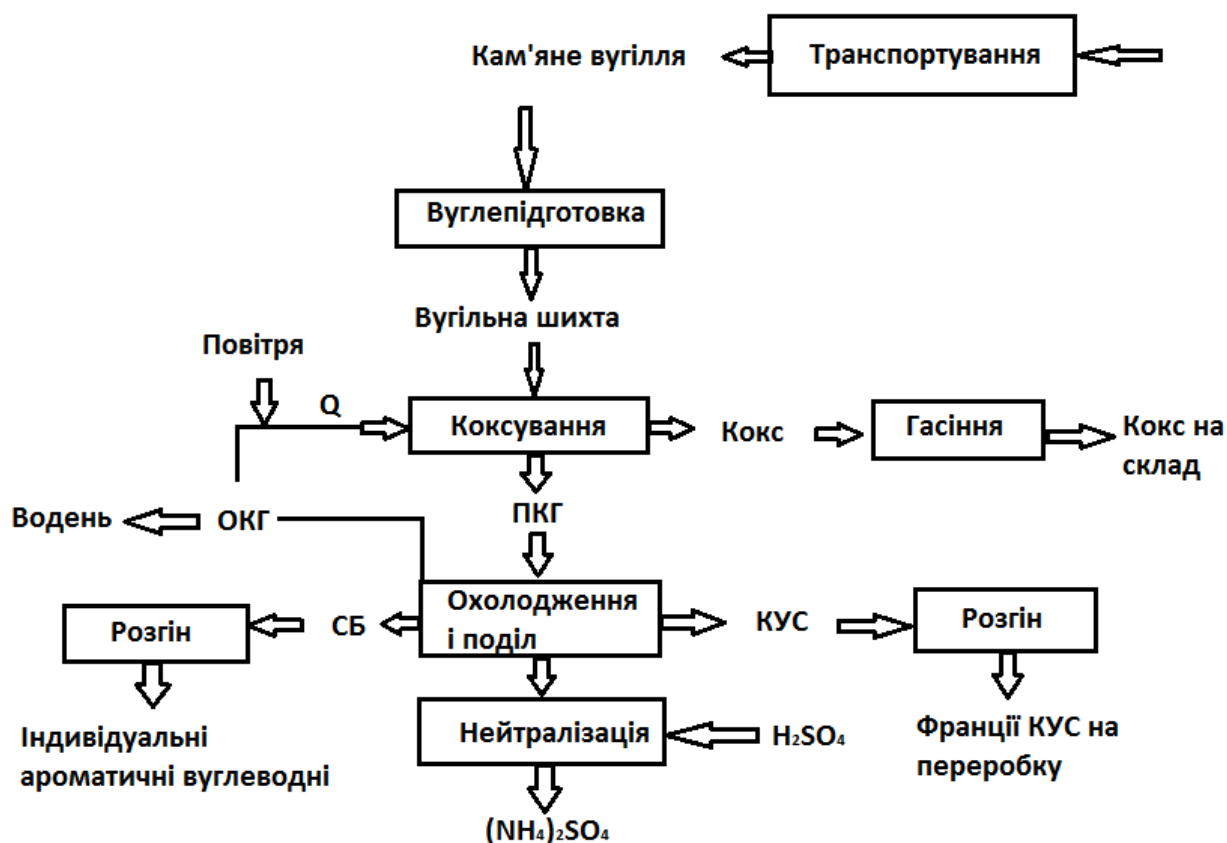 Кам'яне вугілля
Транспортування
Вуглепідготовка
Вугільна шихта
Повітря
Q
Коксування
Кокс
Гасіння
Кокс на
склад
Водень
ОКГ
ПКГ
Розгін
СБ
Охолодження
і поділ
КУС
Розгін
Індивідуальні
ароматичні вуглеводні
Нейтралізація
H₂SO₄
Франції КУС на
переробку
(NH₄)₂SO₄